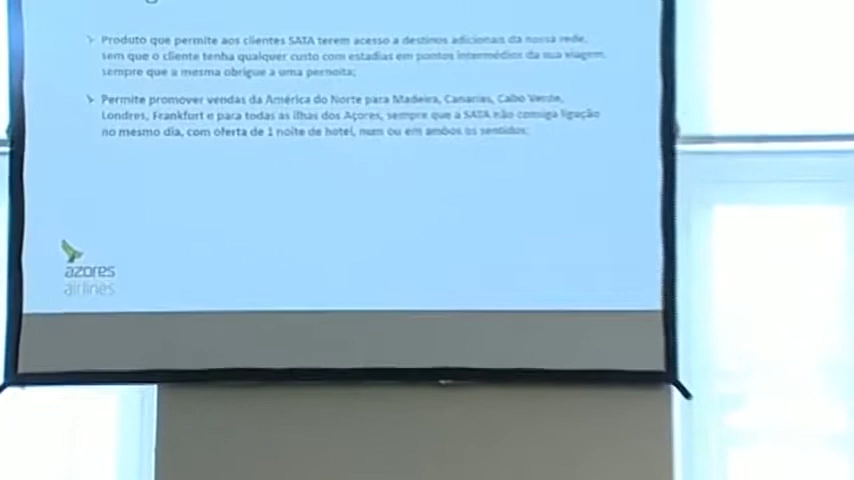 Produto que permite aos clientes SATA terem acesso a destinos adicionais da nossa rede,
sem que o cliente tenha qualquer custo com estadias em pontos intermédios da sua viagem,
sempre que a mesma obrigue a uma pernoita;
Permite promover vendas da América do Norte para Madeira, Canarias, Cabo Verde,
Londres, Frankfurt e para todas as ilhas dos Açores, sempre que a SATA não consiga ligação
no mesmo dia, com oferta de 1 noite de hotel, num ou em ambos os sentidos;
azores
airlines